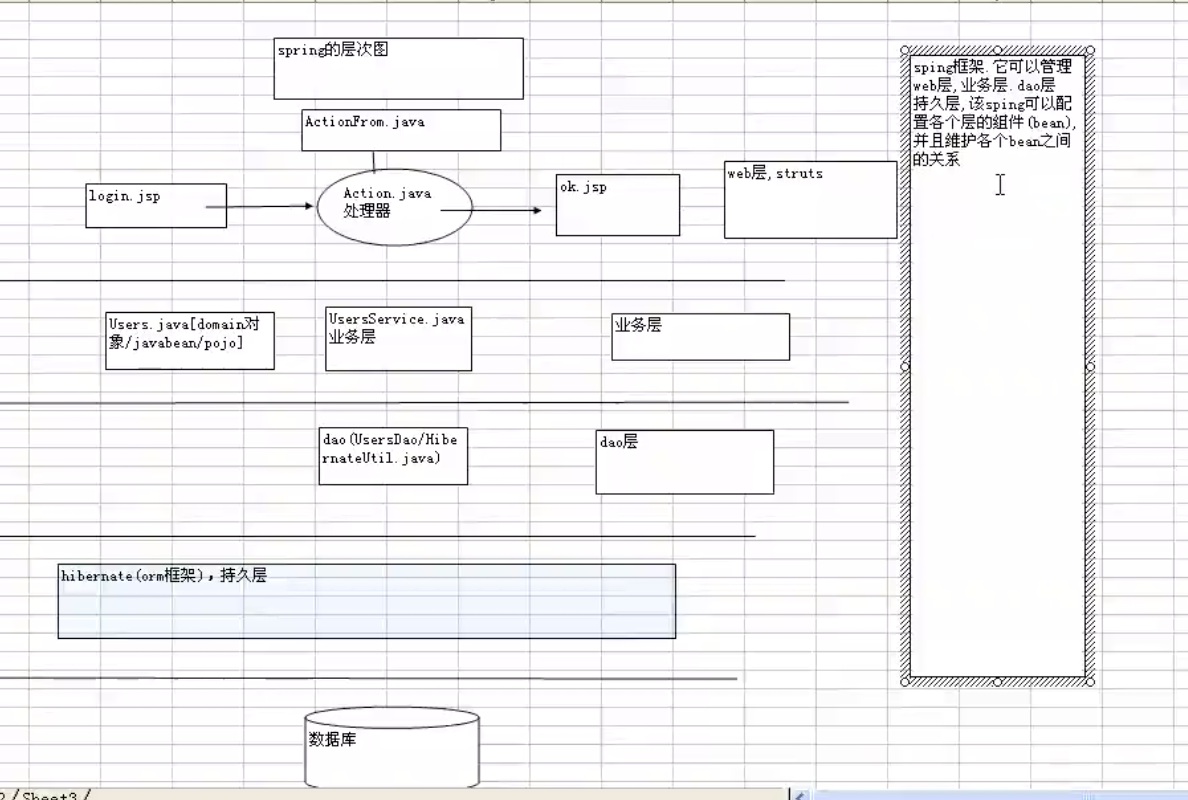 spring的层次图
ActionFrom.java
login.jsp
Action.java
处理器
ok.jsp
web层,struts
sping框架.它可以管理
web层,业务层.dao层
持久层,该sping可以配
置各个层的组件(bean),
并且维护各个bean之间
的关系
Users.java[domain对
象/javabean/pojo]
UsersService.java
业务层
业务层
dao(UsersDao/Hibe
rnateUtil.java)
dao层
hibernate(orm框架),持久层
数据库
2/Sheet3/